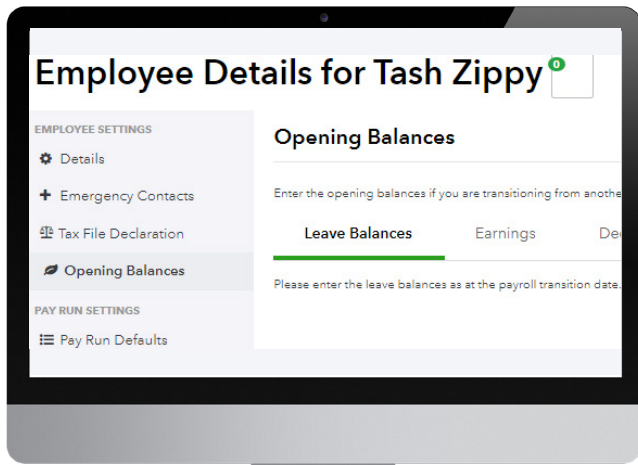 Employee Details for Tash Zippy 0
EMPLOYEE SETTINGS
Details
Emergency Contacts
Tax File Declaration
Opening Balances
PAY RUN SETTINGS
Pay Run Defaults
Opening Balances
Enter the opening balances if you are transitioning from anothe
Leave Balances Earnings De
Please enter the leave balances as at the payroll transition date.